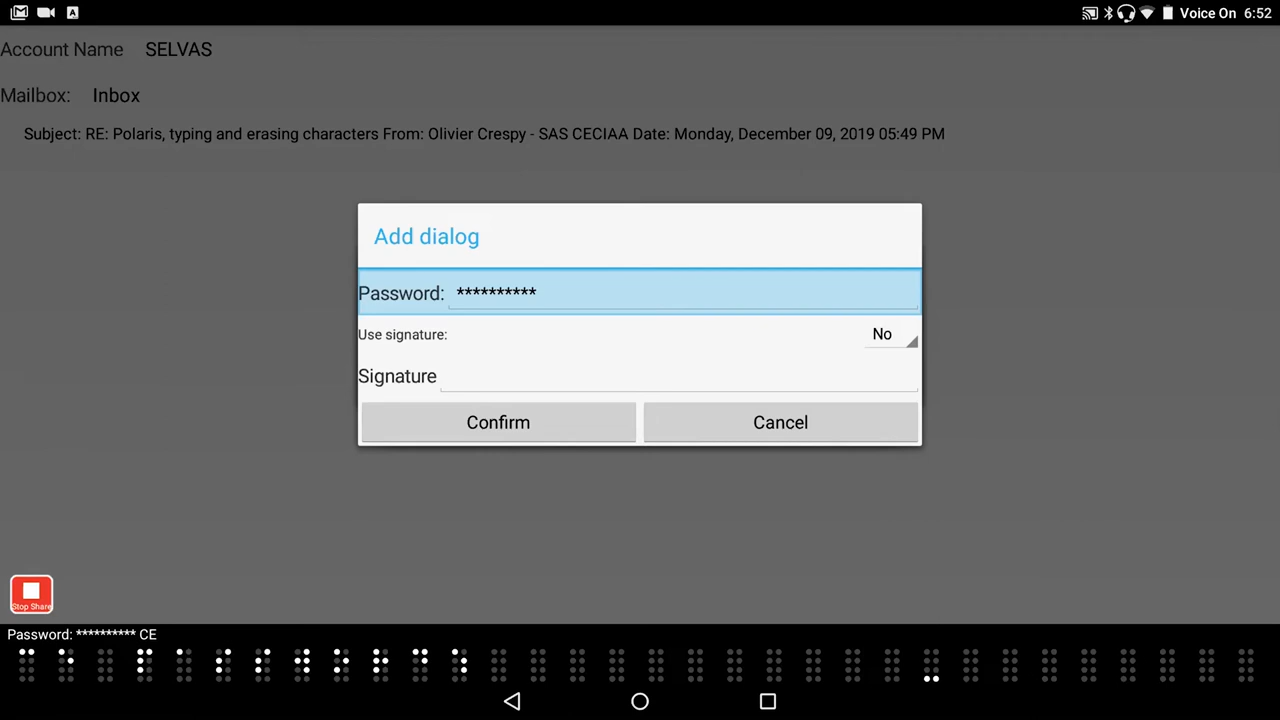 Voice On 6:52
Account Name SELVAS
Mailbox: Inbox
Subject: RE: Polaris, typing and erasing characters From: Olivier Crespy - SAS CECIAA Date: Monday, December 09, 2019 05:49 PM
Add dialog
Password: **********
Use signature: No
Signature
Confirm Cancel
Stop Share
Password: ********** CE